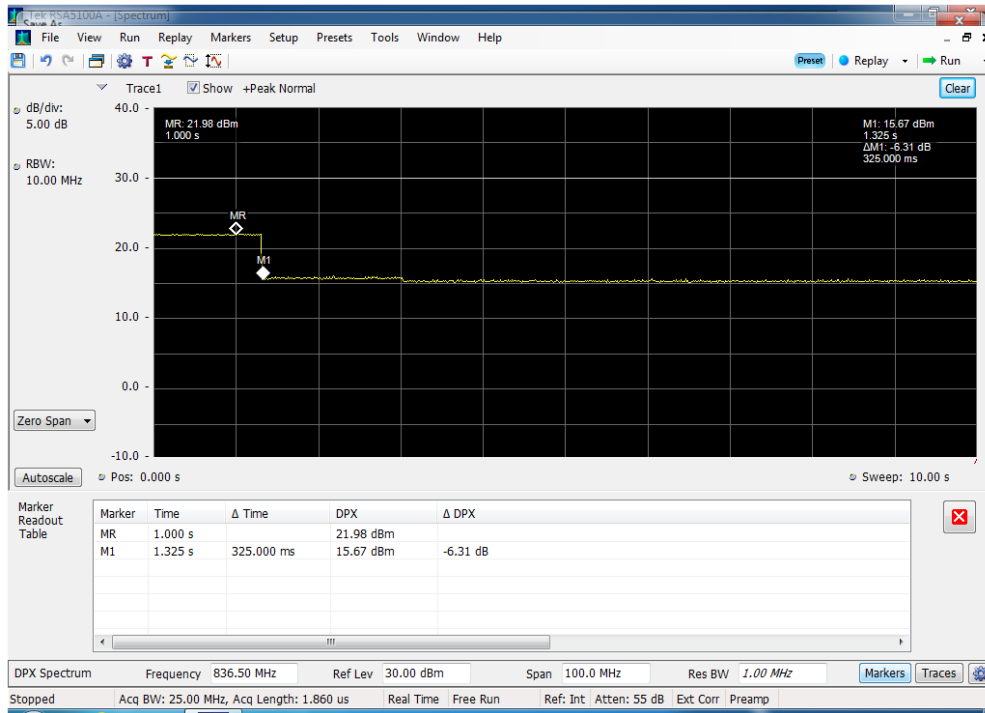 Tek RSA5100A - [Spectrum]
Save As
File View Run Replay Markers Setup Presets Tools Window Help
T Preset Replay Run
Trace1 Show +Peak Normal Clear
dB/div:
5.00 dB
RBW:
10.00 MHz
40.0 -
30.0 -
20.0 -
10.0 -
0.0 -
-10.0 -
MR: 21.98 dBm
1.000 s
M1: 15.67 dBm
1.325 s
ΔM1: -6.31 dB
325.000 ms
MR
M1
Zero Span
Autoscale Pos: 0.000 s Sweep: 10.00 s
Marker
Readout
Table
Marker Time Δ Time DPX Δ DPX
MR 1.000 s 21.98 dBm
M1 1.325 s 325.000 ms 15.67 dBm -6.31 dB
DPX Spectrum Frequency 836.50 MHz Ref Lev 30.00 dBm Span 100.0 MHz Res BW 1.00 MHz Markers Traces
Stopped Acq BW: 25.00 MHz, Acq Length: 1.860 us Real Time Free Run Ref: Int Atten: 55 dB Ext Corr Preamp